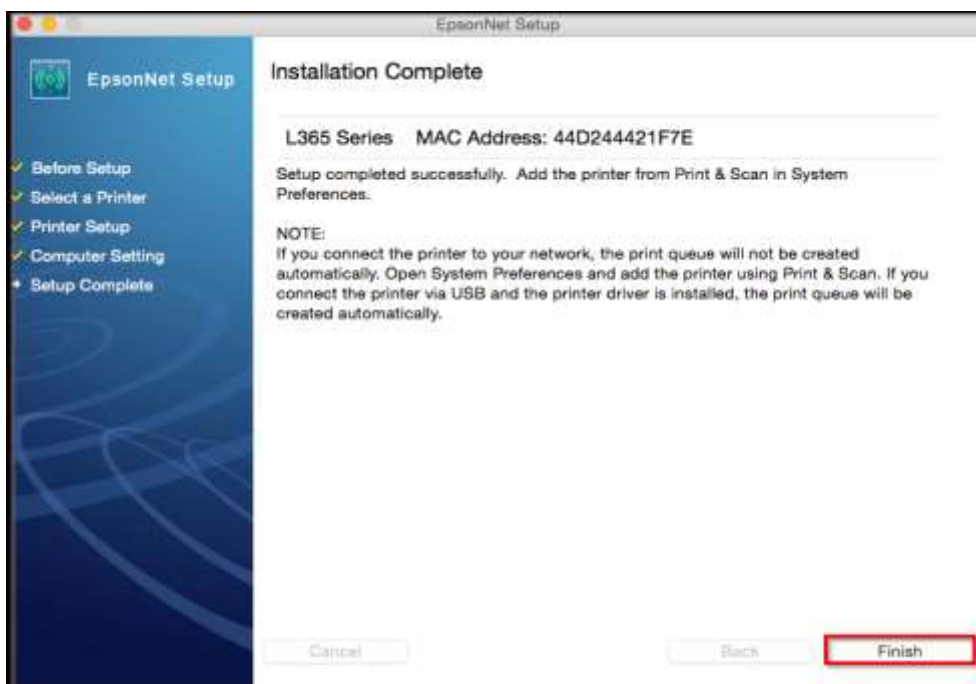 EpsonNet Setup
EpsonNet Setup
Before Setup
Select a Printer
Printer Setup
Computer Setting
Setup Complete
Installation Complete
L365 Series MAC Address: 44D244421F7E
Setup completed successfully. Add the printer from Print & Scan in System
Preferences.
NOTE:
If you connect the printer to your network, the print queue will not be created
automatically. Open System Preferences and add the printer using Print & Scan. If you
connect the printer via USB and the printer driver is installed, the print queue will be
created automatically.
Cancel
Back
Finish